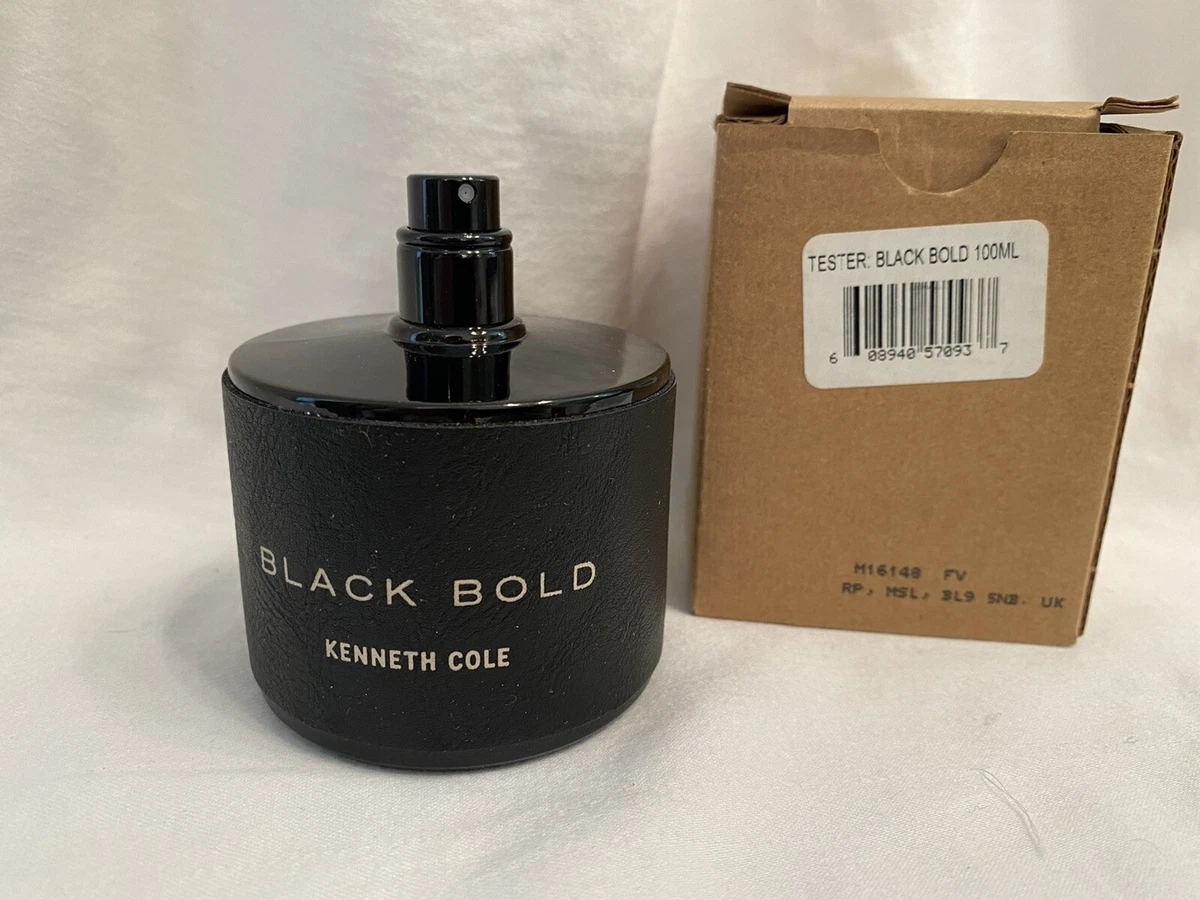 BLACK BOLD
KENNETH COLE
TESTER: BLACK BOLD 100ML
6 08940 57093 7
M16148 FV
RP, MSL, BL9 5NB. UK